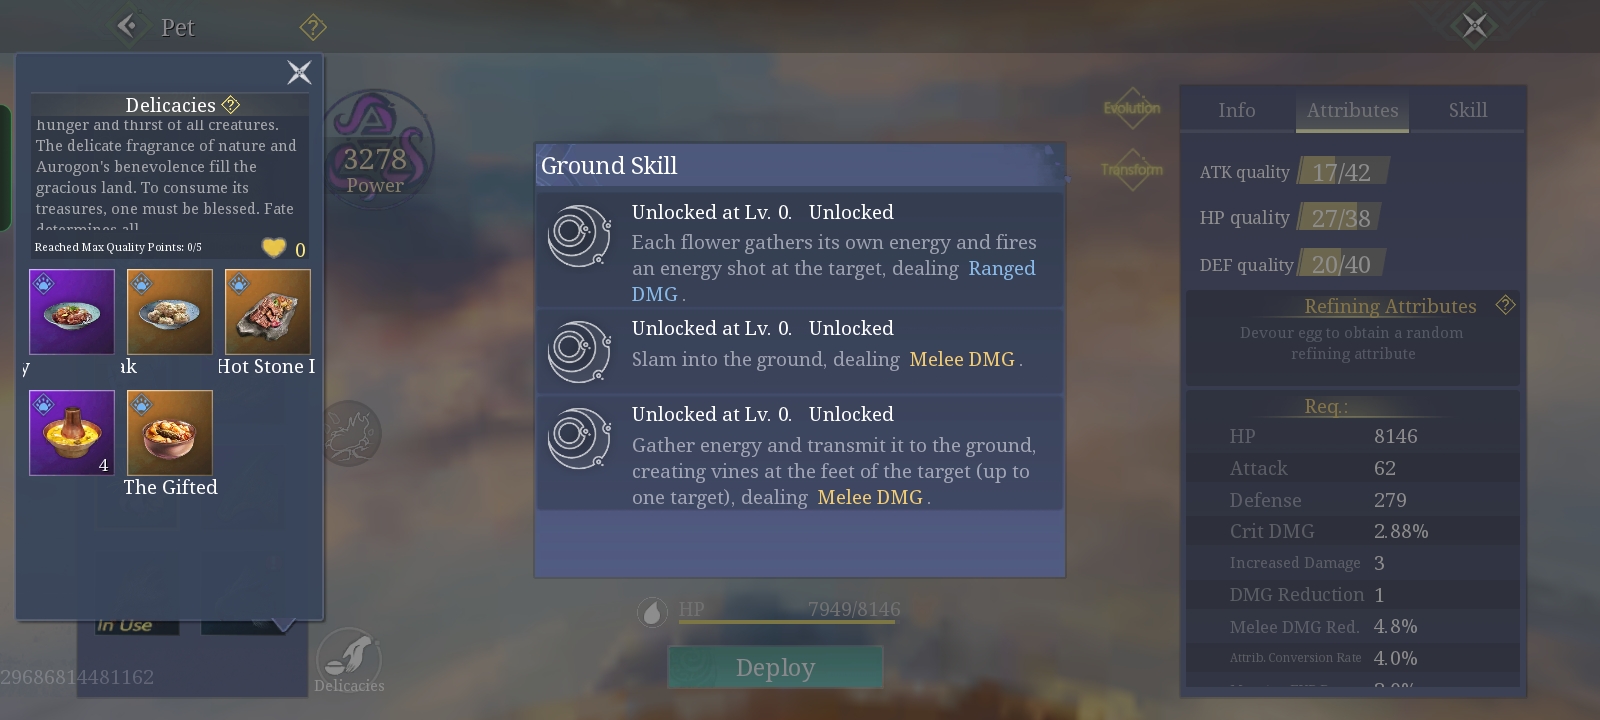 Pet
Delicacies
hunger and thirst of all creatures.
The delicate fragrance of nature and
Aurogon's benevolence fill the
gracious land. To consume its
treasures, one must be blessed. Fate
determines all
Reached Max Quality Points: 0/5
0
y
ak
Hot Stone I
4
The Gifted
In Use
29686814481162
Delicacies
3278
Power
Ground Skill
Unlocked at Lv. 0. Unlocked
Each flower gathers its own energy and fires
an energy shot at the target, dealing Ranged
DMG .
Unlocked at Lv. 0. Unlocked
Slam into the ground, dealing Melee DMG .
Unlocked at Lv. 0. Unlocked
Gather energy and transmit it to the ground,
creating vines at the feet of the target (up to
one target), dealing Melee DMG .
HP 7949/8146
Deploy
Evolution
Transform
Info Attributes Skill
ATK quality 17/42
HP quality 27/38
DEF quality 20/40
Refining Attributes
Devour egg to obtain a random
refining attribute
Req.:
HP 8146
Attack 62
Defense 279
Crit DMG 2.88%
Increased Damage 3
DMG Reduction 1
Melee DMG Red. 4.8%
Attrib. Conversion Rate 4.0%